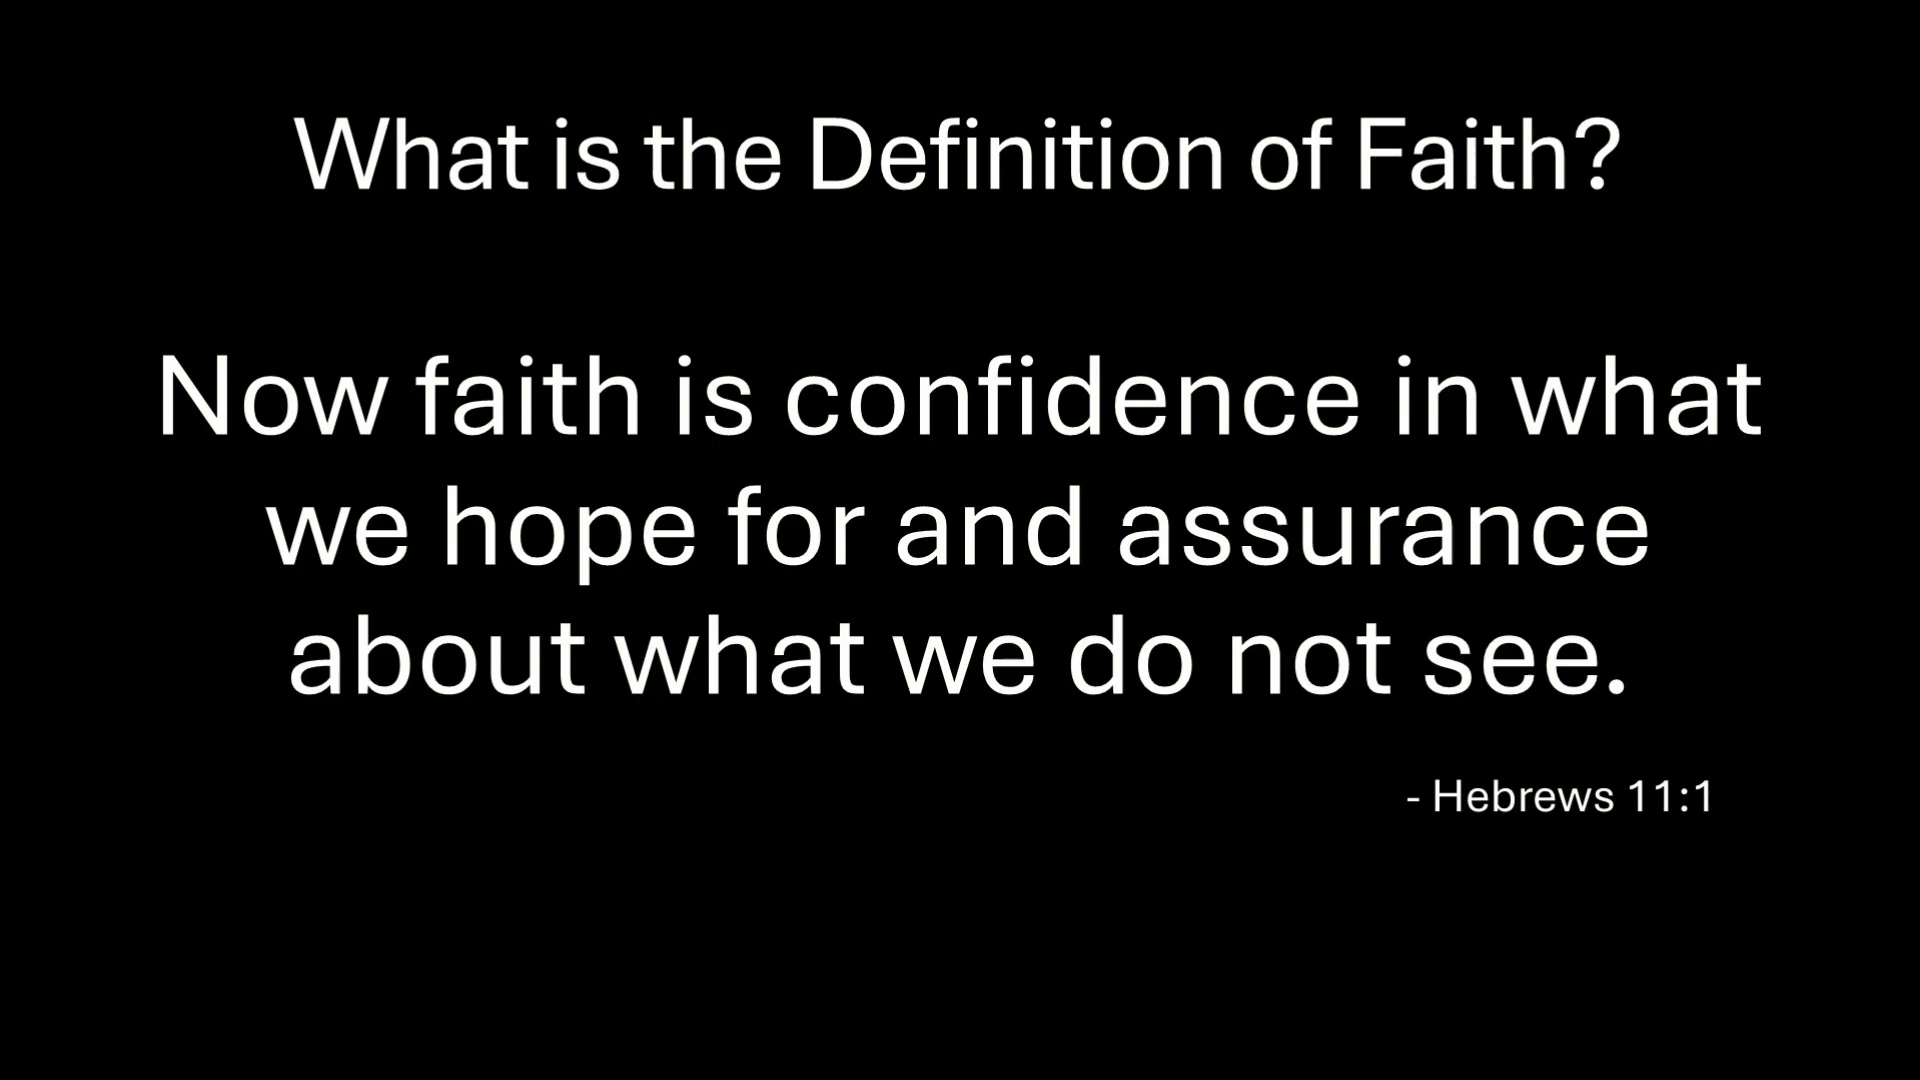 What is the Definition of Faith?
Now faith is confidence in what
we hope for and assurance
about what we do not see.
- Hebrews 11:1